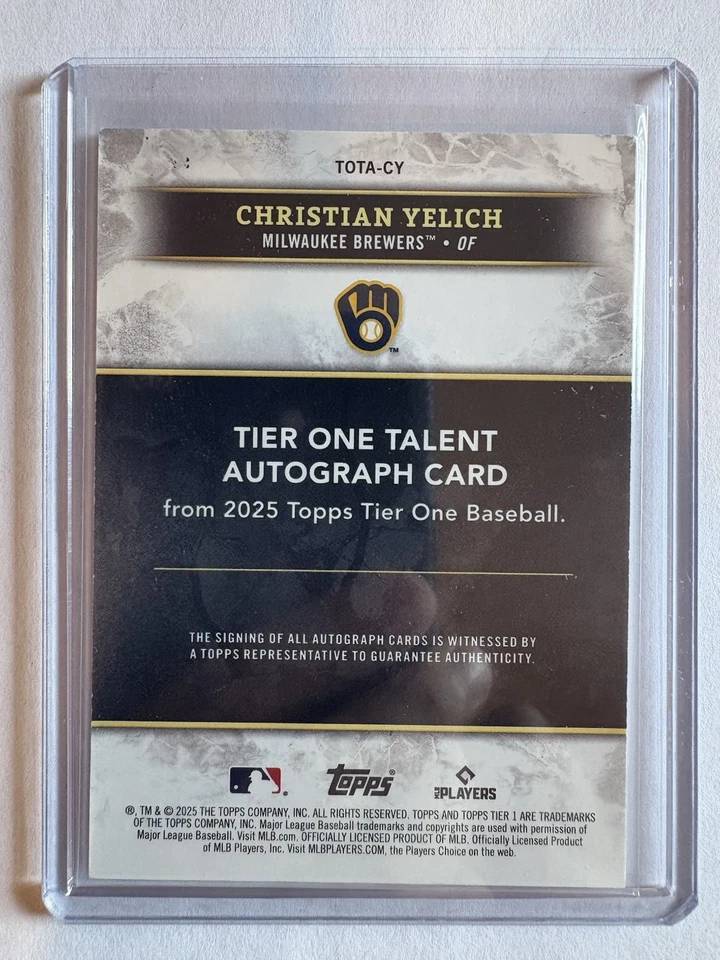 TOTA-CY
CHRISTIAN YELICH
MILWAUKEE BREWERS™ • OF
TM
TIER ONE TALENT
AUTOGRAPH CARD
from 2025 Topps Tier One Baseball.
THE SIGNING OF ALL AUTOGRAPH CARDS IS WITNESSED BY
A TOPPS REPRESENTATIVE TO GUARANTEE AUTHENTICITY.
topps® MLB PLAYERS
®, TM & © 2025 THE TOPPS COMPANY, INC. ALL RIGHTS RESERVED. TOPPS AND TOPPS TIER 1 ARE TRADEMARKS
OF THE TOPPS COMPANY, INC. Major League Baseball trademarks and copyrights are used with permission of
Major League Baseball. Visit MLB.com. OFFICIALLY LICENSED PRODUCT OF MLB. Officially Licensed Product
of MLB Players, Inc. Visit MLBPLAYERS.COM, the Players Choice on the web.